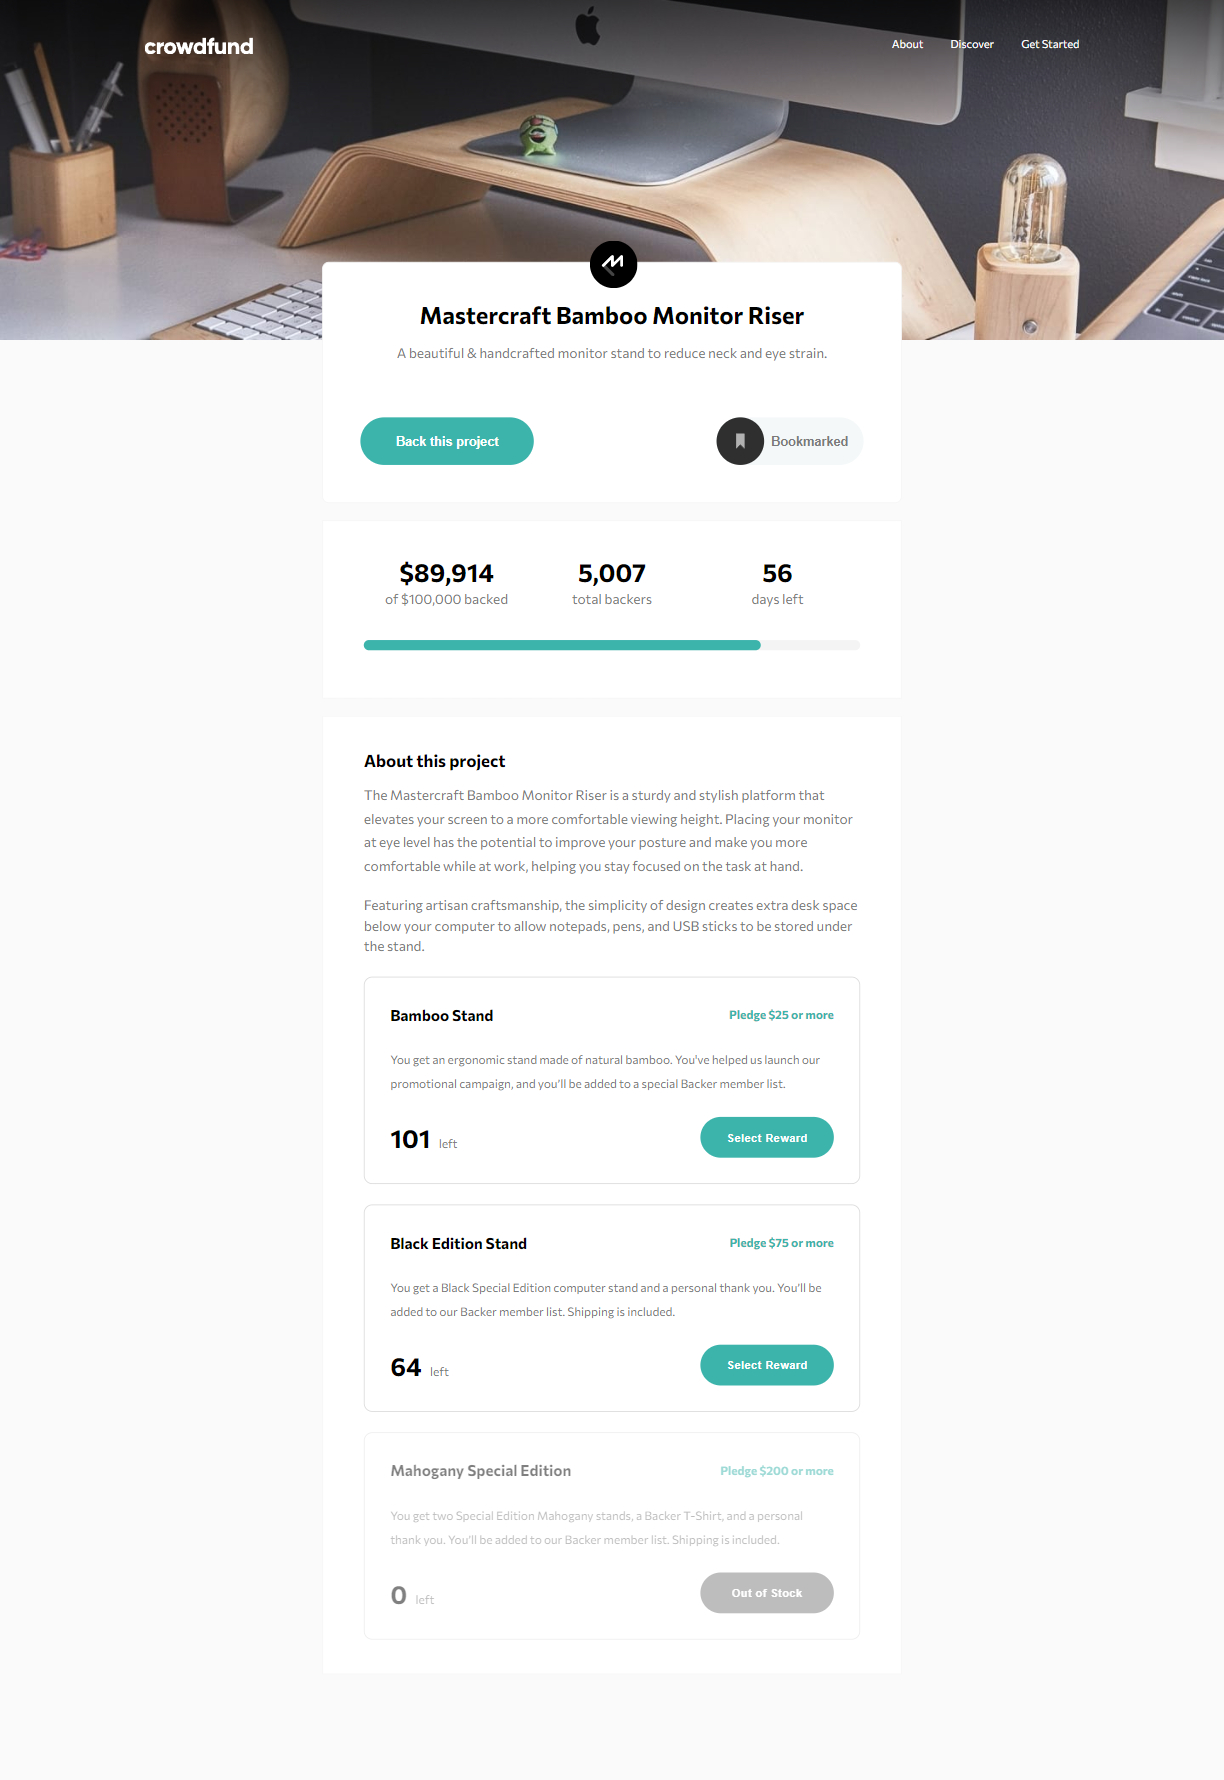 crowdfund
About
Discover
Get Started
Mastercraft Bamboo Monitor Riser
A beautiful & handcrafted monitor stand to reduce neck and eye strain.
Back this project
Bookmarked
$89,914
of $100,000 backed
5,007
total backers
56
days left
About this project
The Mastercraft Bamboo Monitor Riser is a sturdy and stylish platform that
elevates your screen to a more comfortable viewing height. Placing your monitor
at eye level has the potential to improve your posture and make you more
comfortable while at work, helping you stay focused on the task at hand.
Featuring artisan craftsmanship, the simplicity of design creates extra desk space
below your computer to allow notepads, pens, and USB sticks to be stored under
the stand.
Bamboo Stand
Pledge $25 or more
You get an ergonomic stand made of natural bamboo. You've helped us launch our
promotional campaign, and you'll be added to a special Backer member list.
101 left
Select Reward
Black Edition Stand
Pledge $75 or more
You get a Black Special Edition computer stand and a personal thank you. You'll be
added to our Backer member list. Shipping is included.
64 left
Select Reward
Mahogany Special Edition
Pledge $200 or more
You get two Special Edition Mahogany stands, a Backer T-Shirt, and a personal
thank you. You'll be added to our Backer member list. Shipping is included.
0 left
Out of Stock